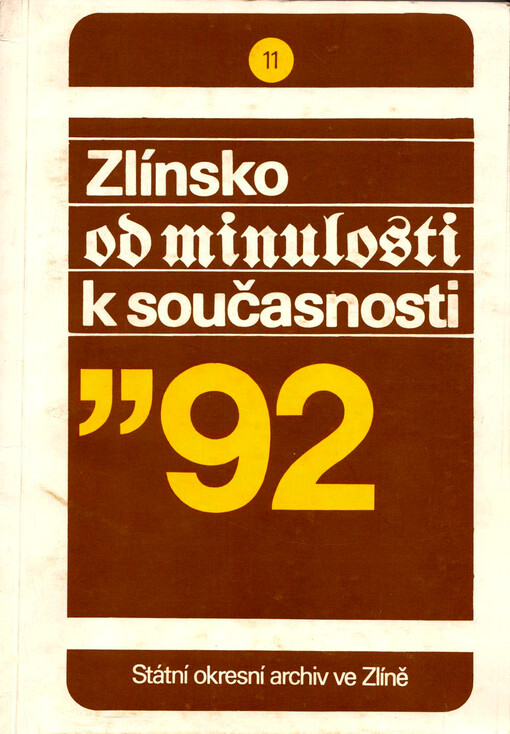 11
Zlínsko
od minulosti
k současnosti
”92
Státní okresní archiv ve Zlíně